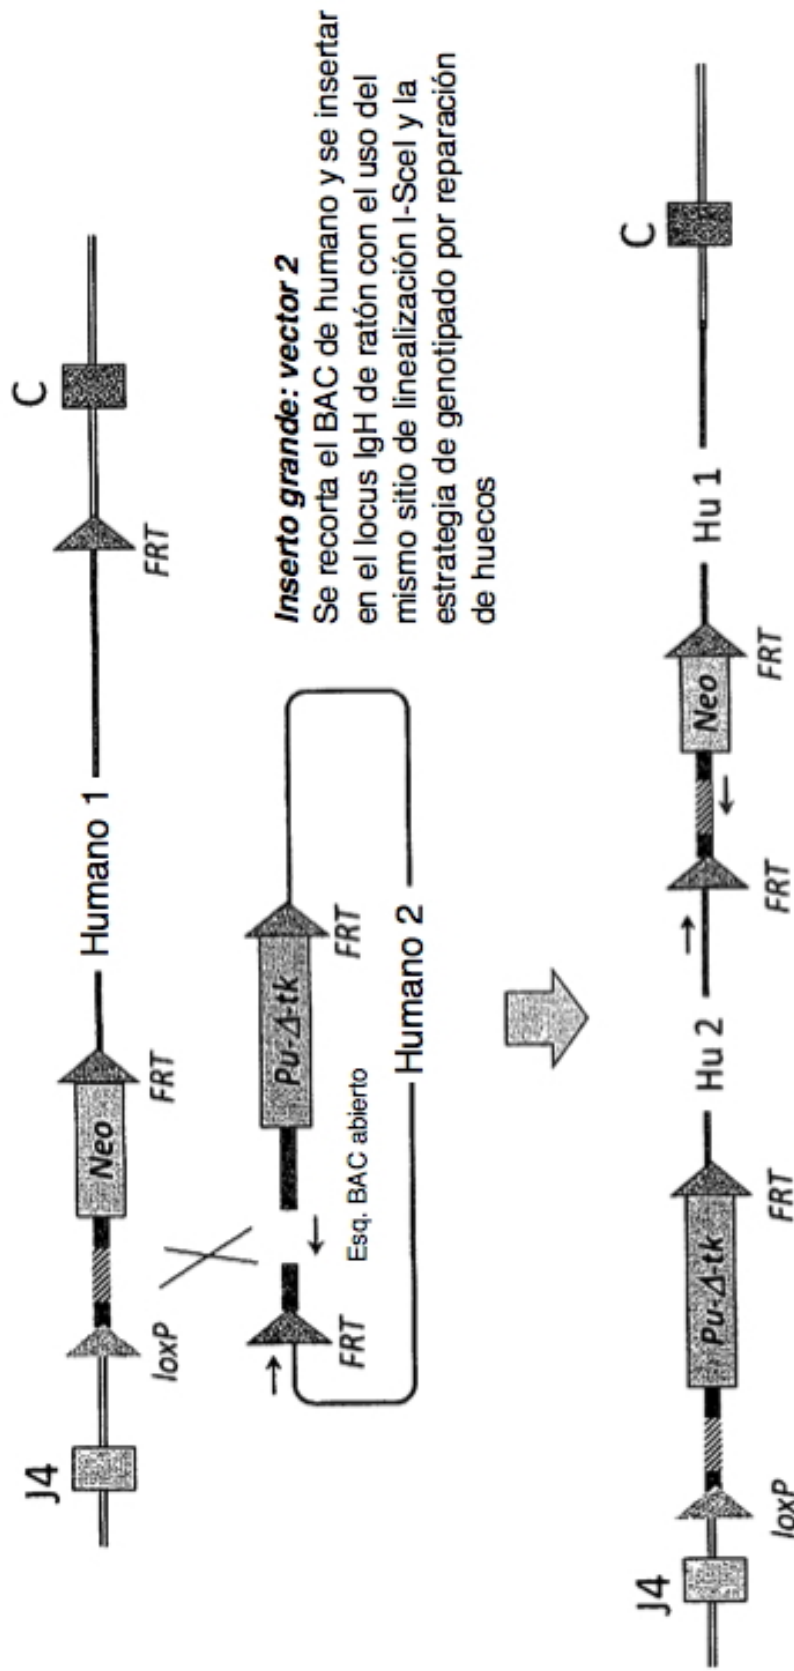 J4
loxP
Neo
FRT
Humano 1
FRT
C
FRT
Pu-Δ-tk
FRT
Esq. BAC abierto
Humano 2
Inserto grande: vector 2
Se recorta el BAC de humano y se insertar
en el locus IgH de ratón con el uso del
mismo sitio de linealización I-SceI y la
estrategia de genotipado por reparación
de huecos
J4
loxP
Pu-Δ-tk
FRT
Hu 2
FRT
Neo
FRT
Hu 1
C